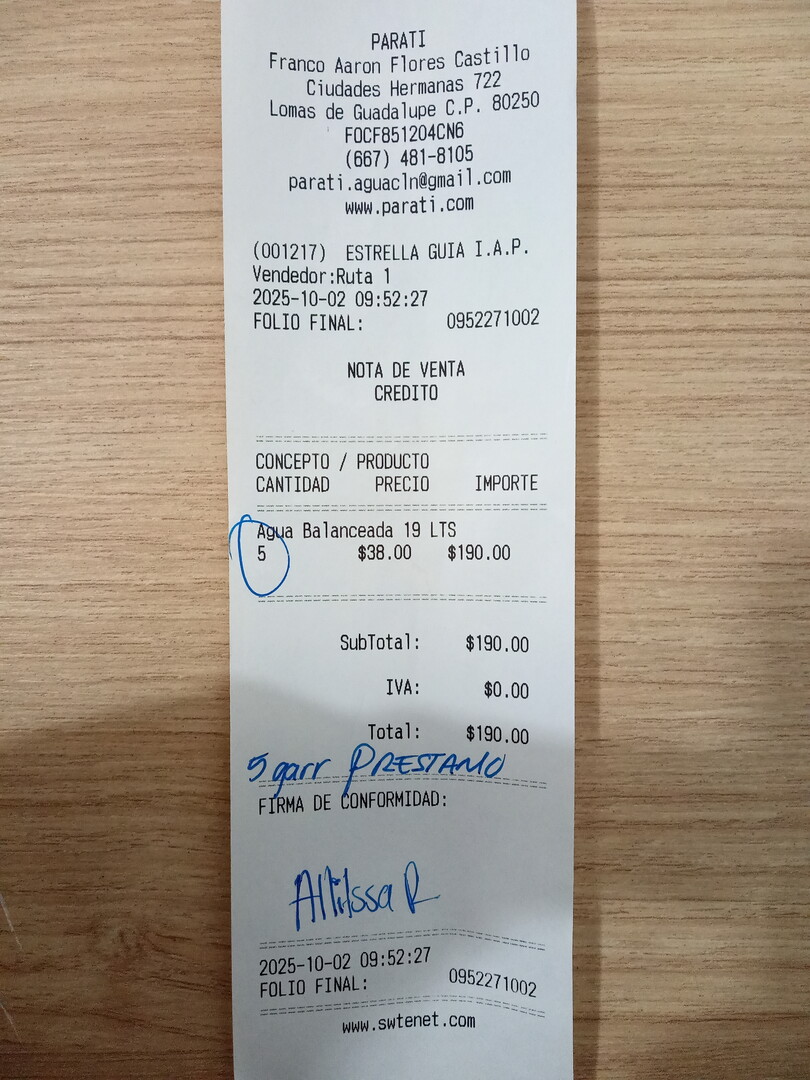 PARATI
Franco Aaron Flores Castillo
Ciudades Hermanas 722
Lomas de Guadalupe C.P. 80250
FOCF851204CN6
(667) 481-8105
parati.aguacln@gmail.com
www.parati.com
(001217) ESTRELLA GUIA I.A.P.
Vendedor:Ruta 1
2025-10-02 09:52:27
FOLIO FINAL: 0952271002
NOTA DE VENTA
CREDITO
CONCEPTO / PRODUCTO
CANTIDAD PRECIO IMPORTE
Agua Balanceada 19 LTS
5 $38.00 $190.00
SubTotal: $190.00
IVA: $0.00
Total: $190.00
5 garr PRESTAMO
FIRMA DE CONFORMIDAD:
2025-10-02 09:52:27
FOLIO FINAL: 0952271002
www.swtenet.com